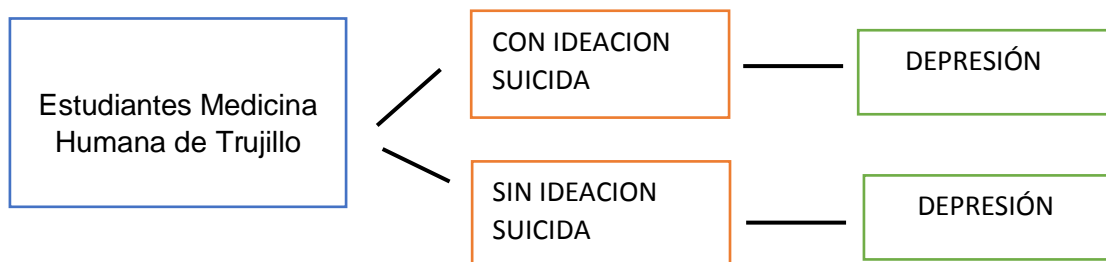 Estudiantes Medicina
Humana de Trujillo
CON IDEACION
SUICIDA
DEPRESIÓN
SIN IDEACION
SUICIDA
DEPRESIÓN